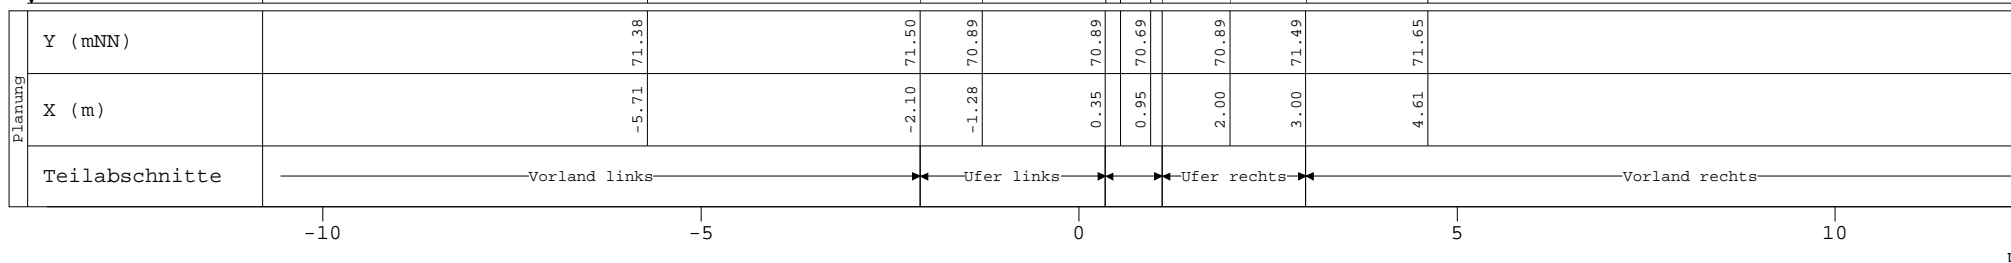 Planung
Y (mNN) 71.38 71.50 70.89 70.89 70.69 70.89 71.49 71.65
X (m) -5.71 -2.10 -1.28 0.35 0.95 2.00 3.00 4.61
Teilabschnitte Vorland links Ufer links Ufer rechts Vorland rechts
-10 -5 0 5 10